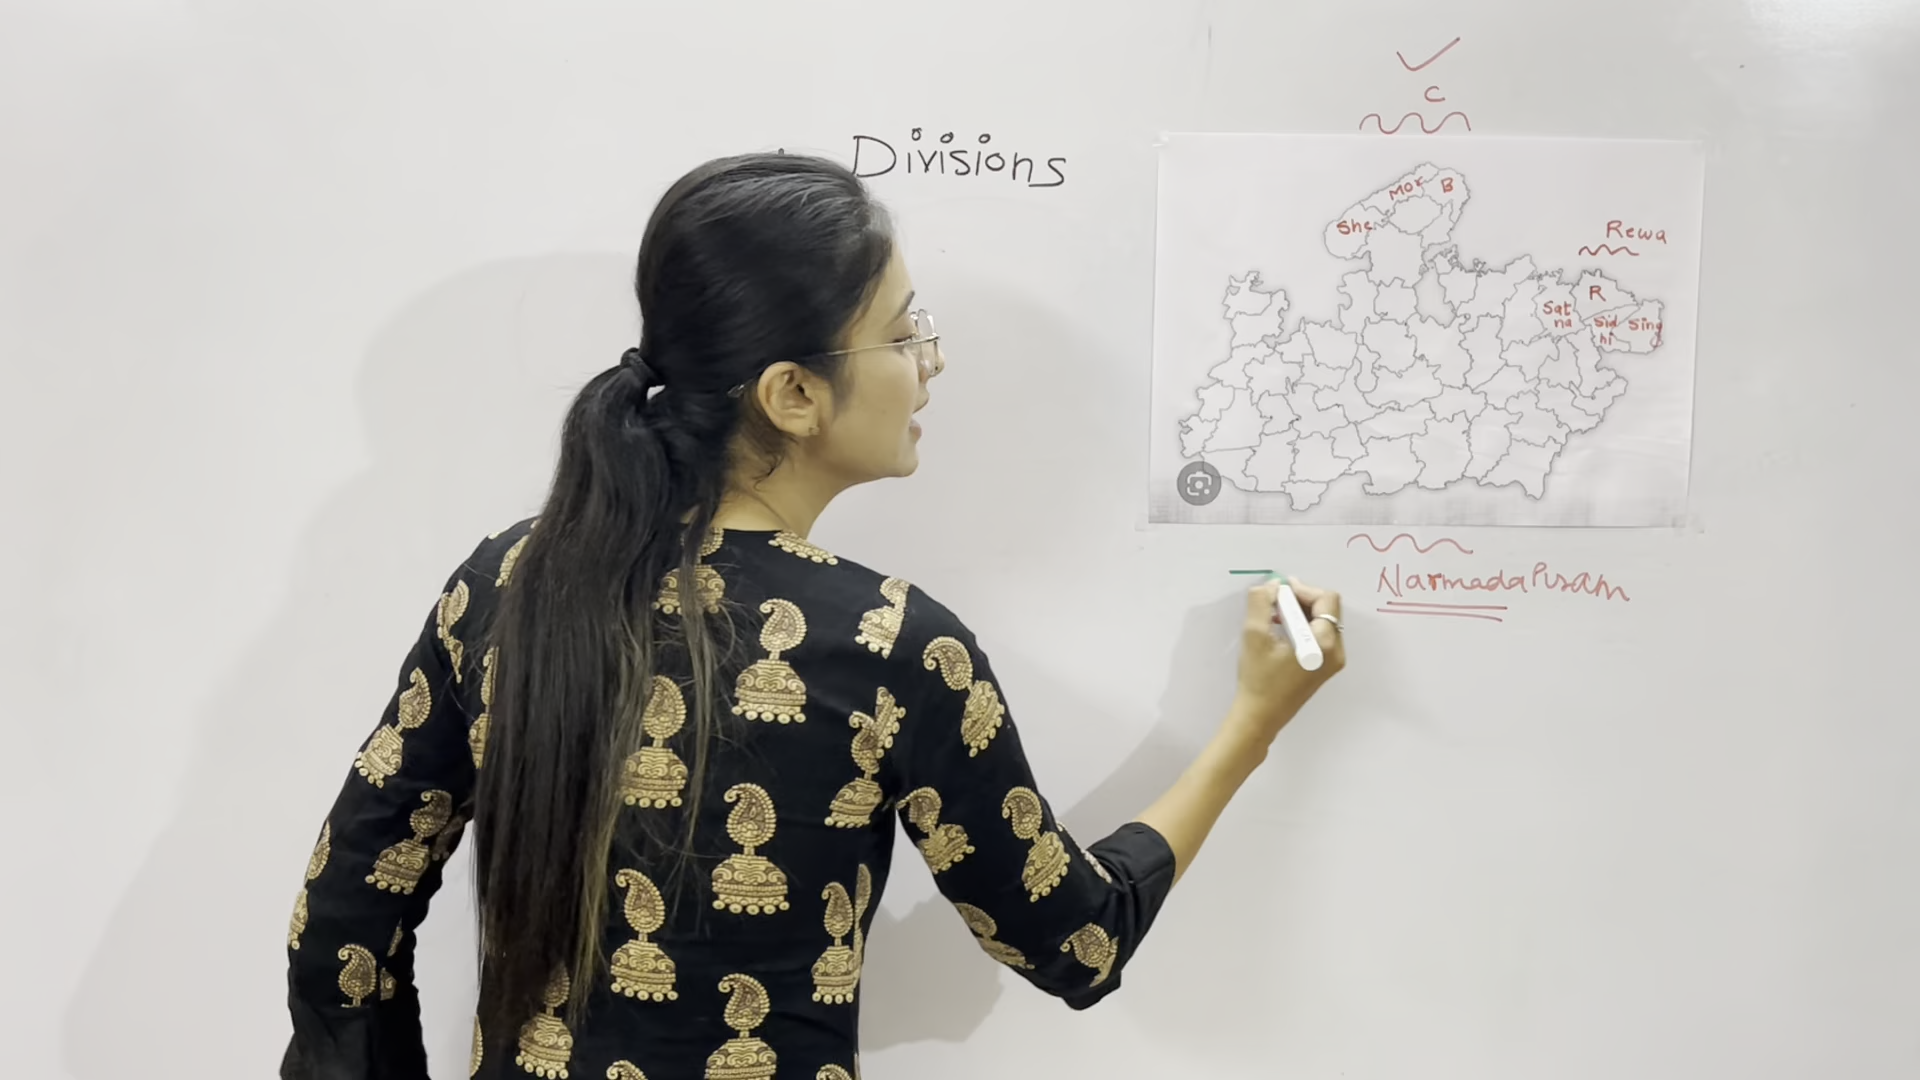 C
Divisions
Mor B
She
Rewa
R
Sat
na
Sid
hi
Sing
NarmadaPuram